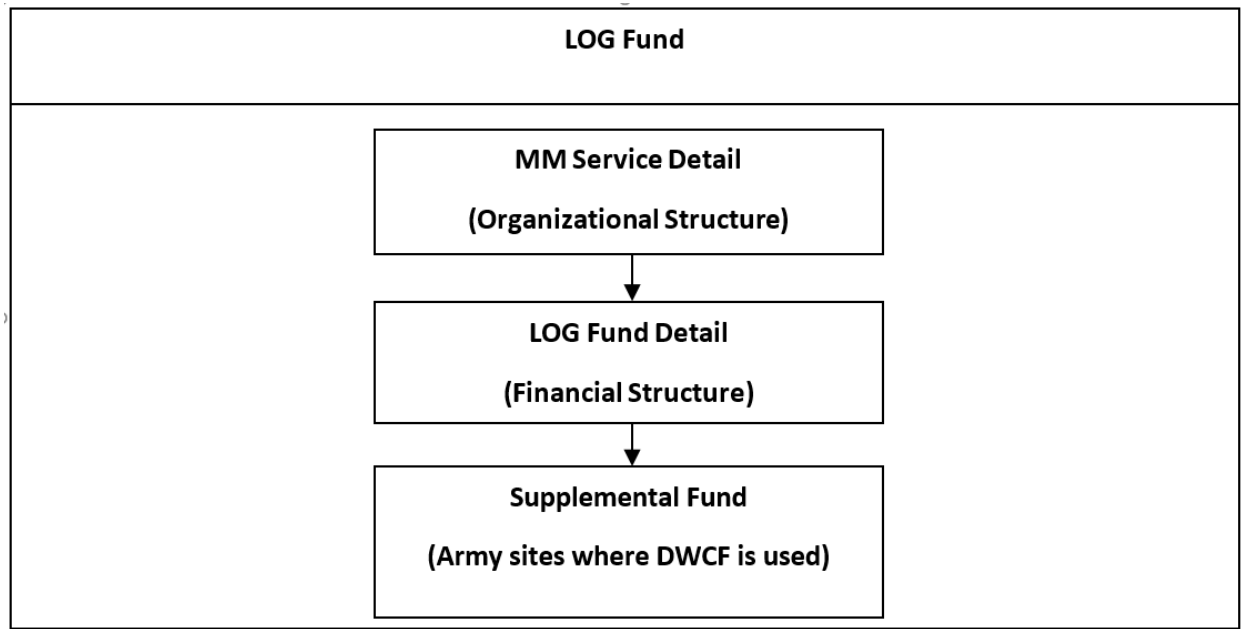 LOG Fund
MM Service Detail
(Organizational Structure)
LOG Fund Detail
(Financial Structure)
Supplemental Fund
(Army sites where DWCF is used)